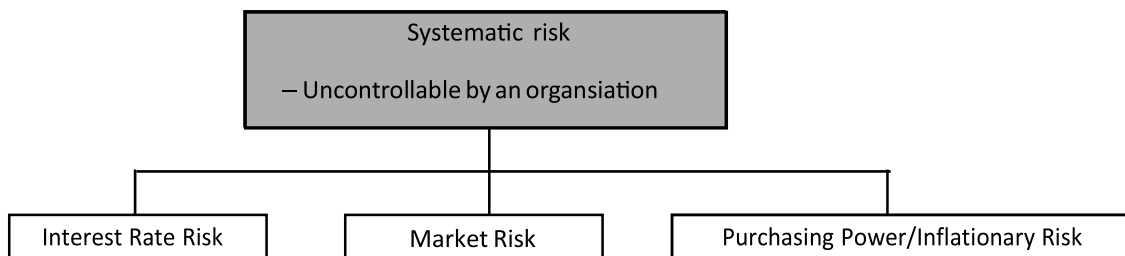 Systematic risk
– Uncontrollable by an organsiation
Interest Rate Risk
Market Risk
Purchasing Power/Inflationary Risk